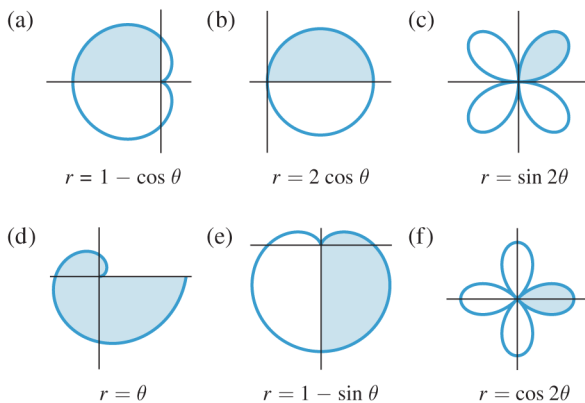 (a) (b) (c)
r = 1 − cos θ r = 2 cos θ r = sin 2θ
(d) (e) (f)
r = θ r = 1 − sin θ r = cos 2θ